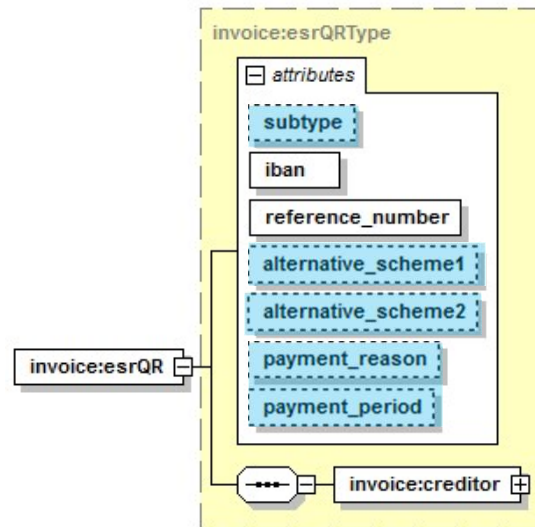 invoice:esrQRType
attributes
subtype
iban
reference_number
alternative_scheme1
alternative_scheme2
payment_reason
payment_period
invoice:esrQR
invoice:creditor